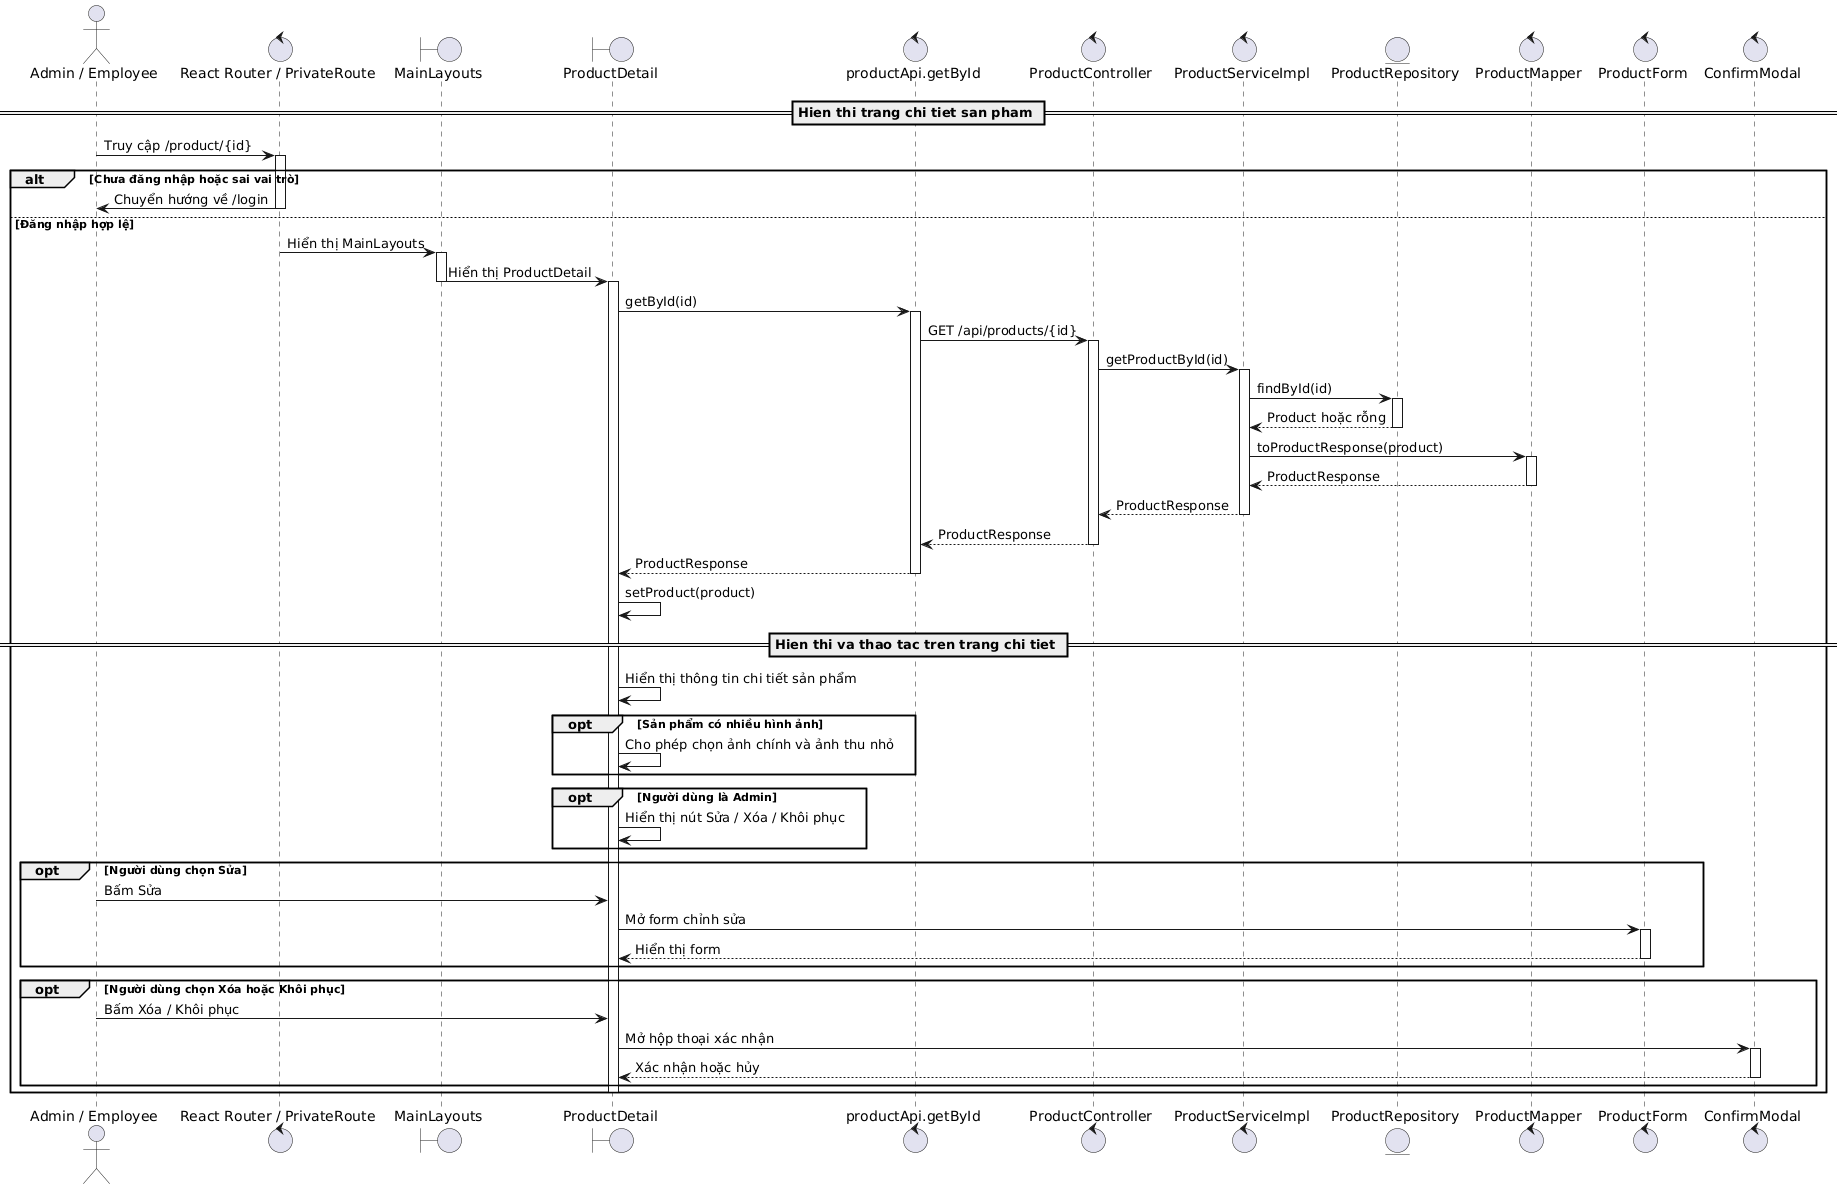 Admin / Employee
React Router / PrivateRoute
MainLayouts
ProductDetail
productApi.getById
ProductController
ProductServiceImpl
ProductRepository
ProductMapper
ProductForm
ConfirmModal
Hien thi trang chi tiet san pham
Truy cập /product/{id}
alt
[Chưa đăng nhập hoặc sai vai trò]
Chuyển hướng về /login
[Đăng nhập hợp lệ]
Hiển thị MainLayouts
Hiển thị ProductDetail
getById(id)
GET /api/products/{id}
getProductById(id)
findById(id)
Product hoặc rỗng
toProductResponse(product)
ProductResponse
ProductResponse
ProductResponse
ProductResponse
setProduct(product)
Hien thi va thao tac tren trang chi tiet
Hiển thị thông tin chi tiết sản phẩm
opt
[Sản phẩm có nhiều hình ảnh]
Cho phép chọn ảnh chính và ảnh thu nhỏ
opt
[Người dùng là Admin]
Hiển thị nút Sửa / Xóa / Khôi phục
opt
[Người dùng chọn Sửa]
Bấm Sửa
Mở form chỉnh sửa
Hiển thị form
opt
[Người dùng chọn Xóa hoặc Khôi phục]
Bấm Xóa / Khôi phục
Mở hộp thoại xác nhận
Xác nhận hoặc hủy
Admin / Employee
React Router / PrivateRoute
MainLayouts
ProductDetail
productApi.getById
ProductController
ProductServiceImpl
ProductRepository
ProductMapper
ProductForm
ConfirmModal